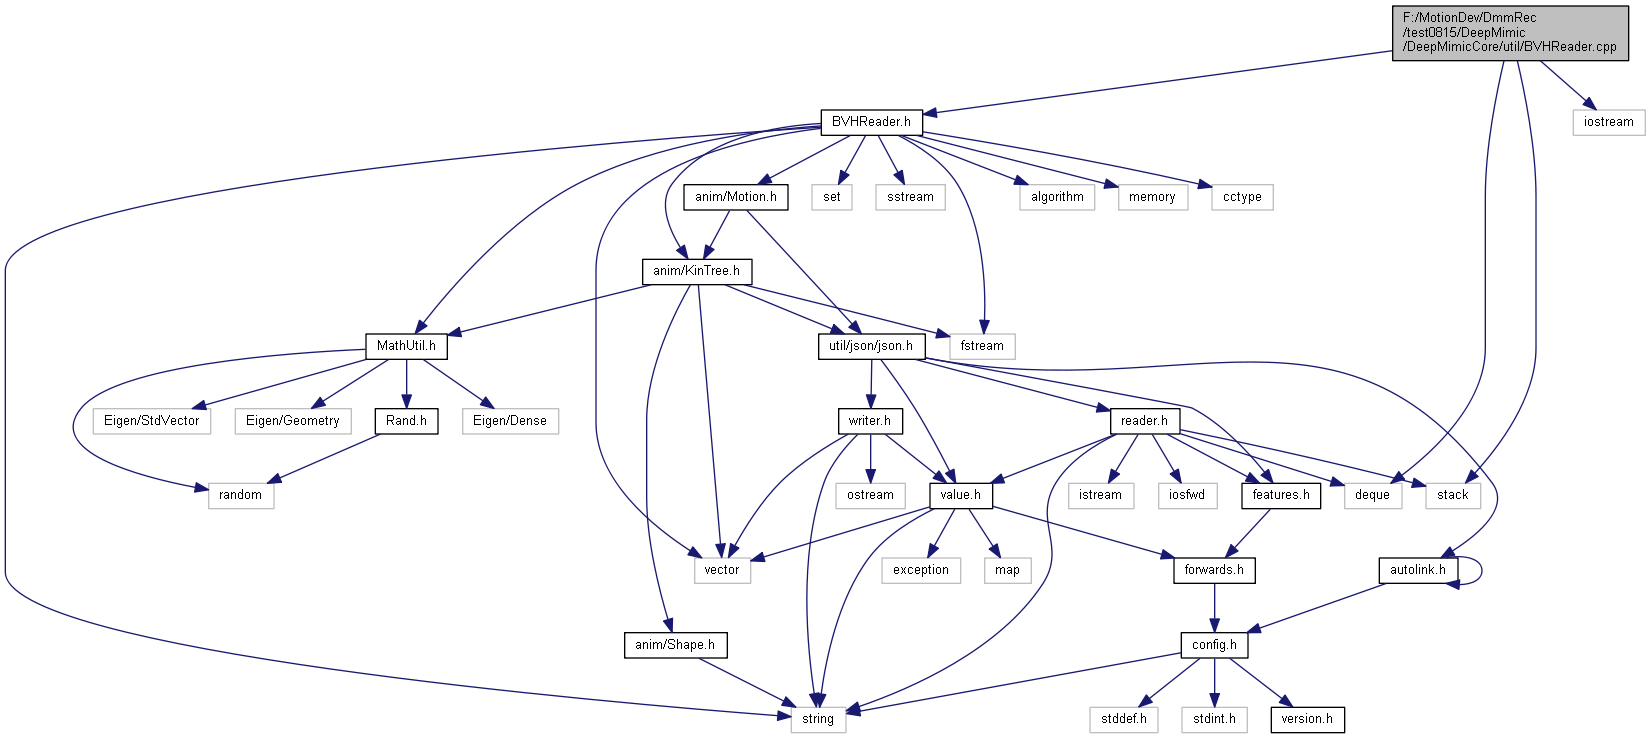 F:/MotionDev/DmmRec
/test0815/DeepMimic
/DeepMimicCore/util/BVHReader.cpp
BVHReader.h
iostream
anim/Motion.h
set
sstream
algorithm
memory
cctype
anim/KinTree.h
MathUtil.h
util/json/json.h
fstream
Eigen/StdVector
Eigen/Geometry
Rand.h
Eigen/Dense
writer.h
reader.h
random
ostream
value.h
istream
iosfwd
features.h
deque
stack
vector
exception
map
forwards.h
autolink.h
anim/Shape.h
config.h
string
stddef.h
stdint.h
version.h